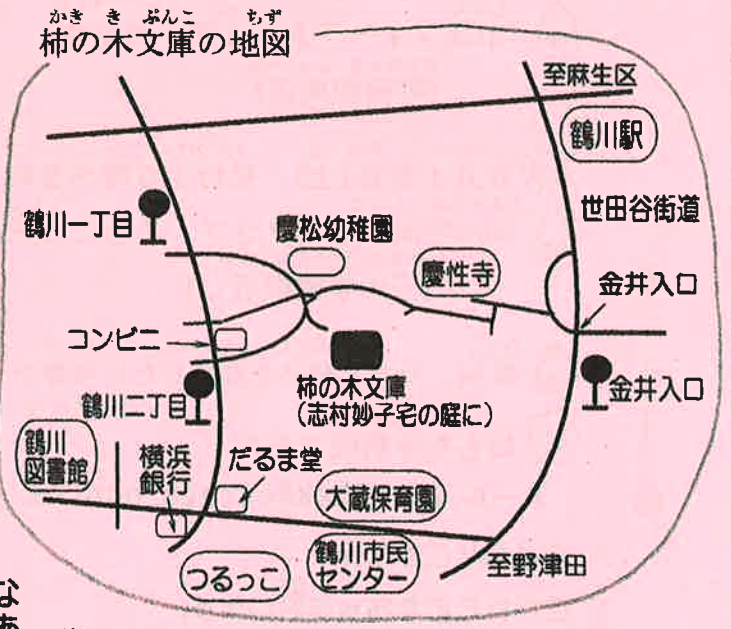 かき き ぶんこ ちず
柿の木文庫の地図
至麻生区
鶴川駅
世田谷街道
鶴川一丁目
慶松幼稚園
慶性寺
金井入口
コンビニ
柿の木文庫
(志村妙子宅の庭に)
金井入口
鶴川二丁目
鶴川
図書館
横浜
銀行
だるま堂
大蔵保育園
つるっこ
鶴川市民
センター
至野津田
な